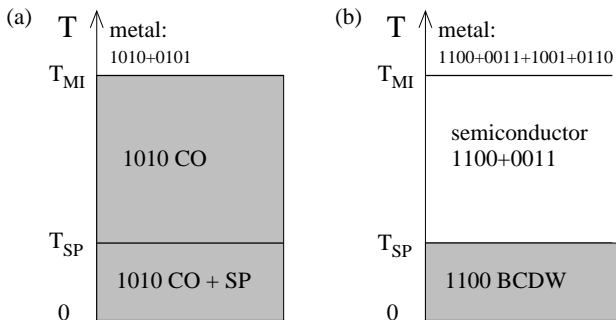 (a)
T
metal:
1010+0101
T_MI
1010 CO
T_SP
1010 CO + SP
0
(b)
T
metal:
1100+0011+1001+0110
T_MI
semiconductor
1100+0011
T_SP
1100 BCDW
0